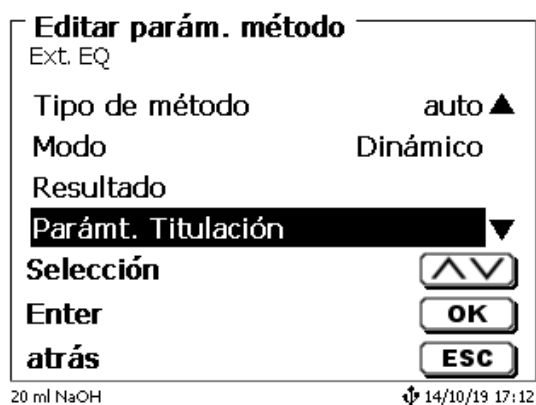 Editar parám. método
Ext. EQ
Tipo de método auto
Modo Dinámico
Resultado
Parámt. Titulación
Selección
Enter OK
atrás ESC
20 ml NaOH 14/10/19 17:12